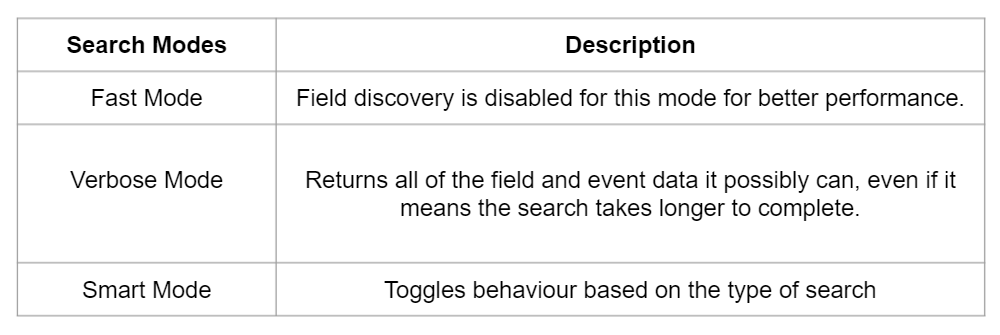 Search Modes
Description
Fast Mode
Field discovery is disabled for this mode for better performance.
Verbose Mode
Returns all of the field and event data it possibly can, even if it
means the search takes longer to complete.
Smart Mode
Toggles behaviour based on the type of search